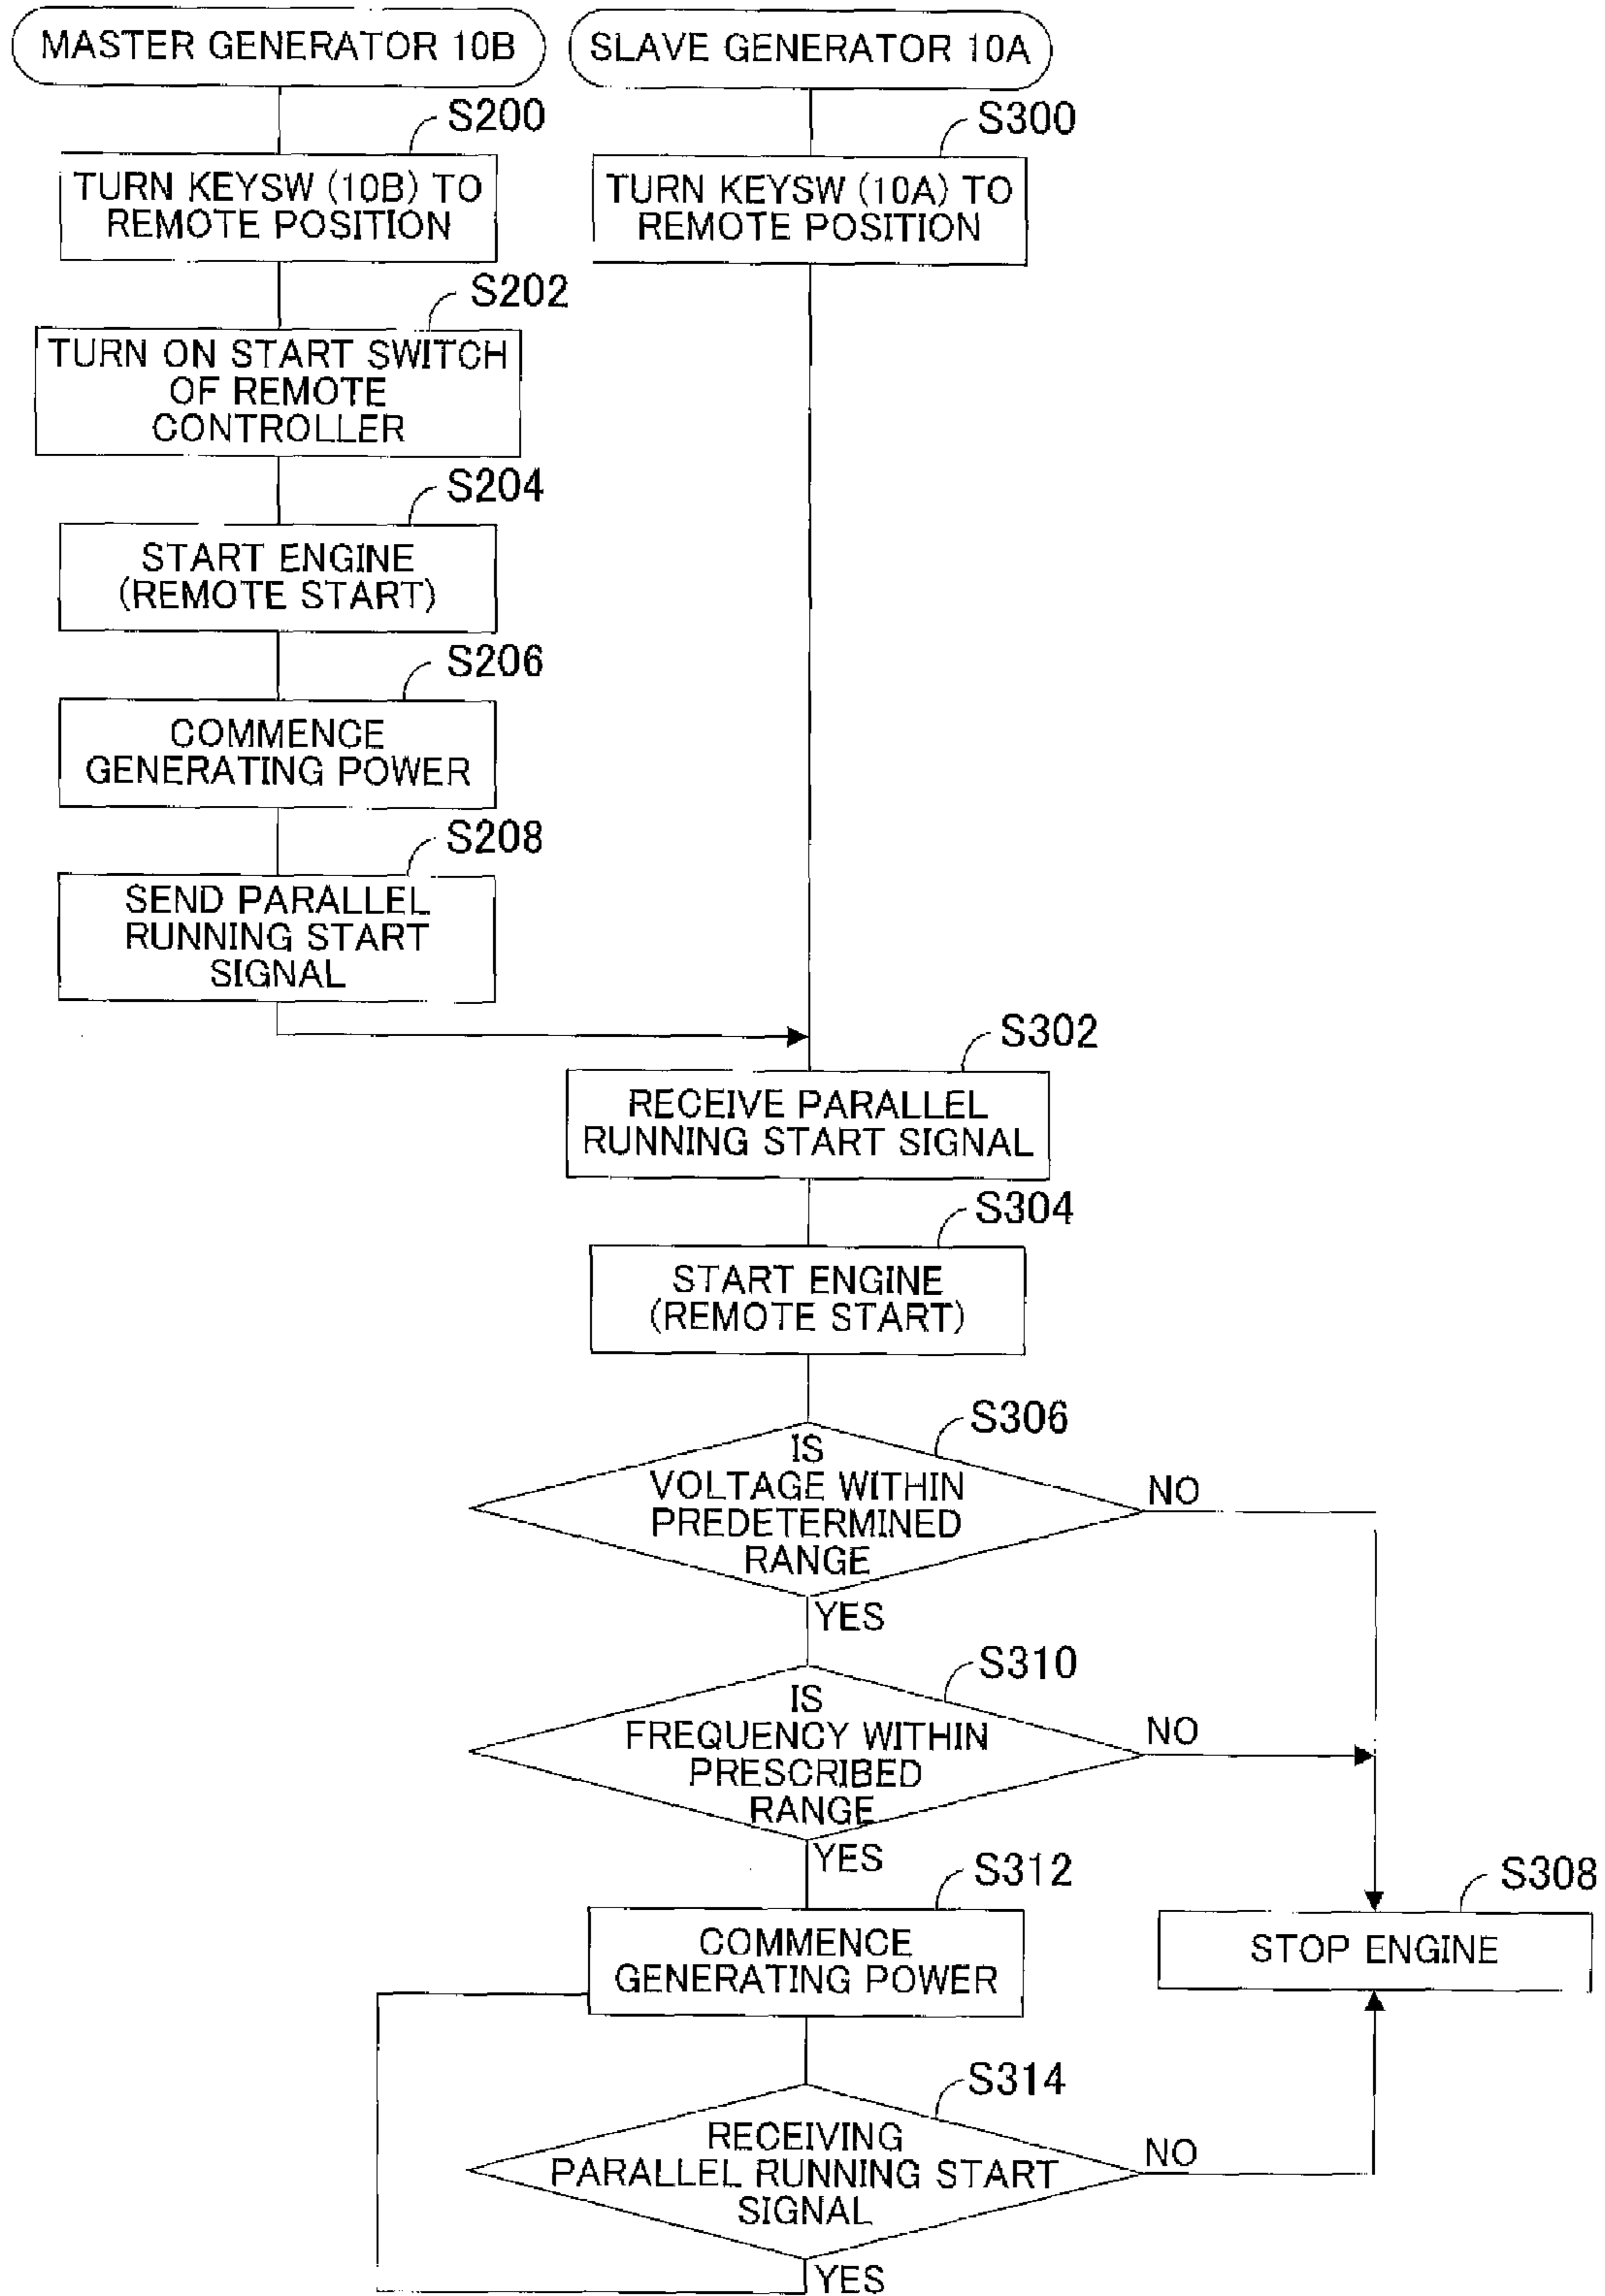 MASTER GENERATOR 10B
SLAVE GENERATOR 10A
S200
TURN KEYSW (10B) TO
REMOTE POSITION
S300
TURN KEYSW (10A) TO
REMOTE POSITION
S202
TURN ON START SWITCH
OF REMOTE
CONTROLLER
S204
START ENGINE
(REMOTE START)
S206
COMMENCE
GENERATING POWER
S208
SEND PARALLEL
RUNNING START
SIGNAL
S302
RECEIVE PARALLEL
RUNNING START SIGNAL
S304
START ENGINE
(REMOTE START)
S306
IS
VOLTAGE WITHIN
PREDETERMINED
RANGE
NO
YES
S310
IS
FREQUENCY WITHIN
PRESCRIBED
RANGE
NO
YES
S312
COMMENCE
GENERATING POWER
S308
STOP ENGINE
S314
RECEIVING
PARALLEL RUNNING START
SIGNAL
NO
YES